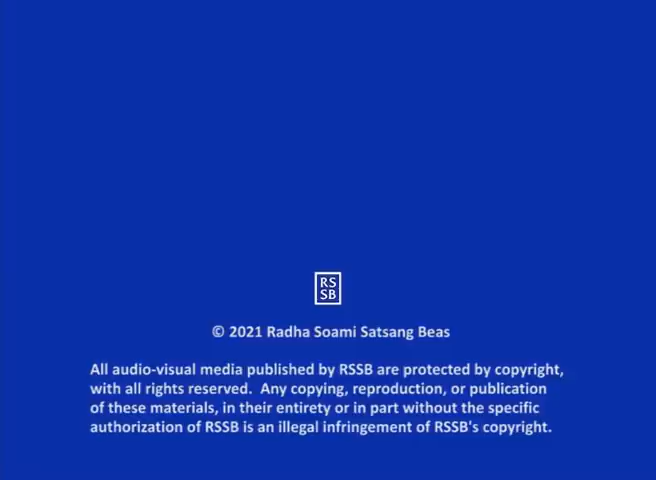 RS
SB
© 2021 Radha Soami Satsang Beas
All audio-visual media published by RSSB are protected by copyright,
with all rights reserved.  Any copying, reproduction, or publication
of these materials, in their entirety or in part without the specific
authorization of RSSB is an illegal infringement of RSSB's copyright.